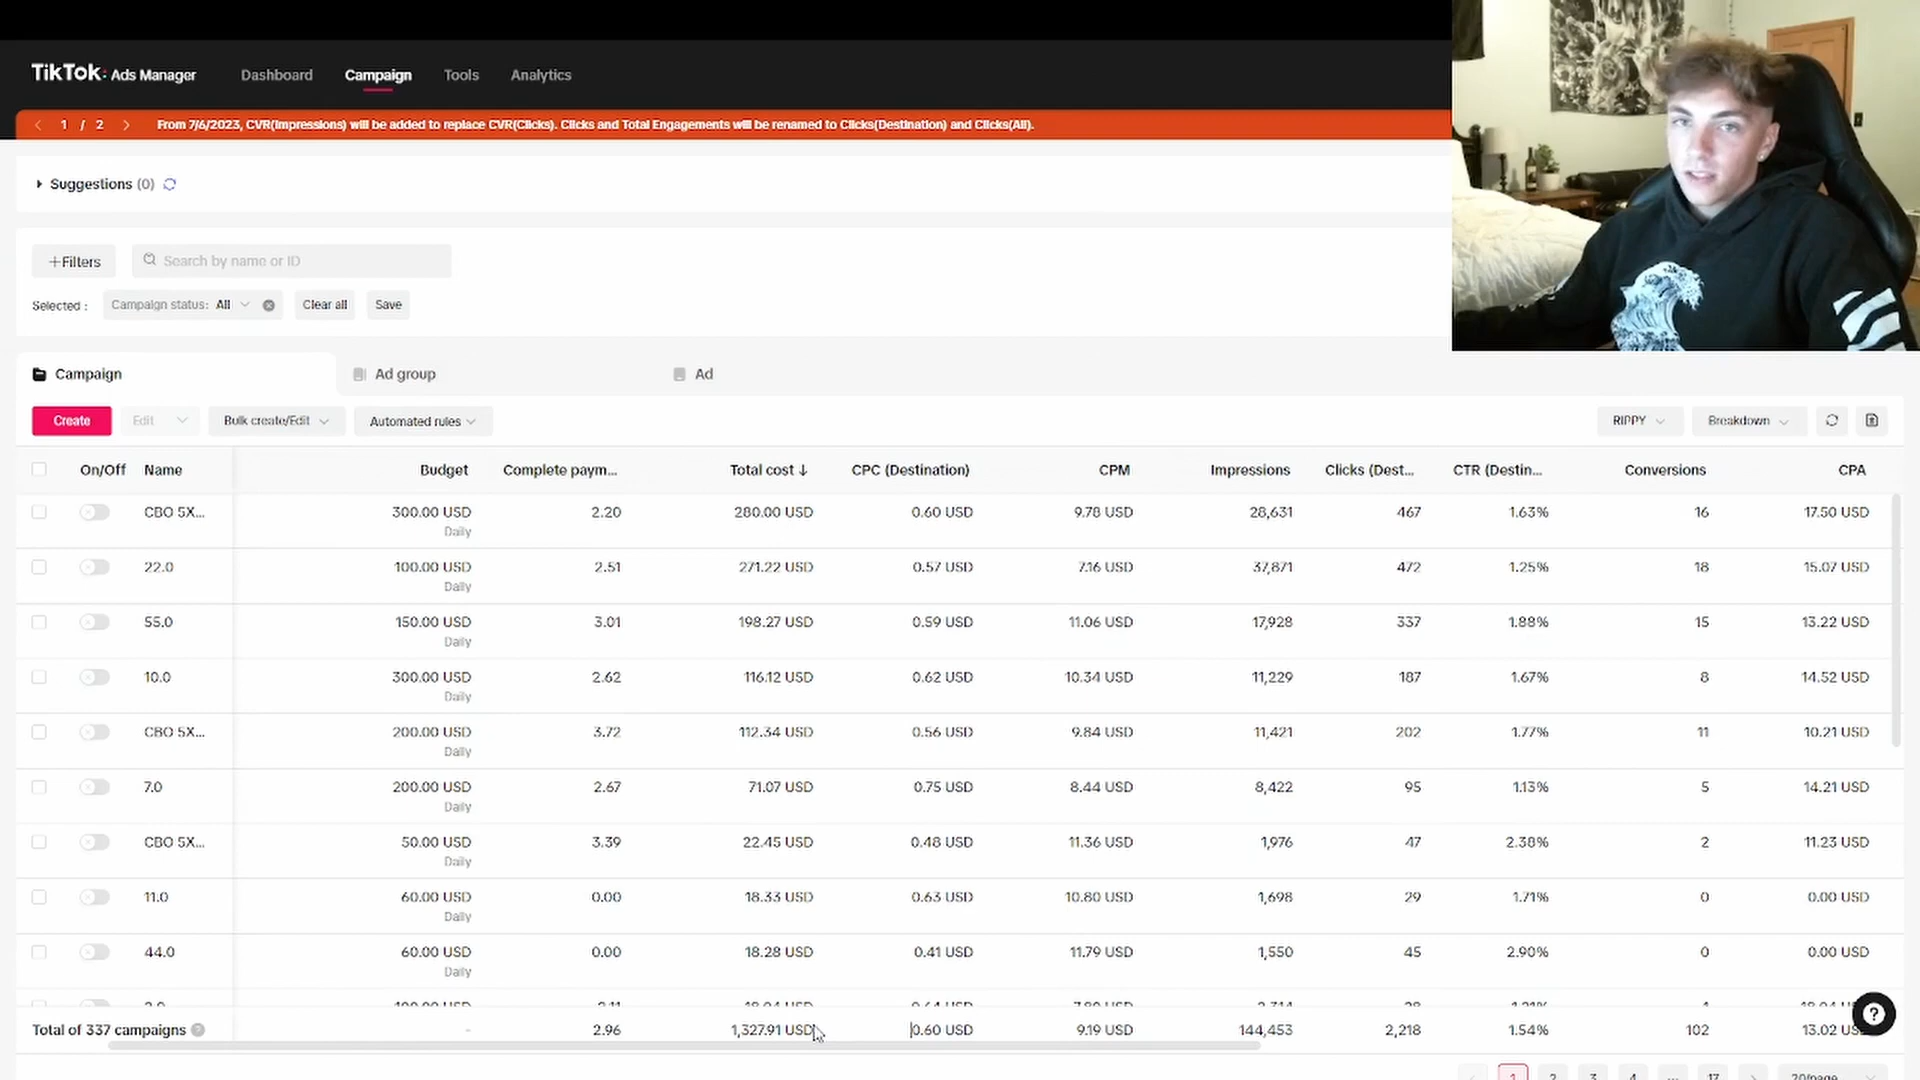 TikTok: Ads Manager
Dashboard
Campaign
Tools
Analytics
1 / 2
From 7/6/2023, CVR(Impressions) will be added to replace CVR(Clicks). Clicks and Total Engagements will be renamed to Clicks(Destination) and Clicks(All).
Suggestions (0)
+Filters
Search by name or ID
Selected :
Campaign status: All
Clear all
Save
Campaign
Ad group
Ad
Create
Edit
Bulk create/Edit
Automated rules
RIPPY
Breakdown
On/Off Name Budget Complete paym... Total cost ↓ CPC (Destination) CPM Impressions Clicks (Dest... CTR (Destin... Conversions CPA
CBO 5X... 300.00 USD 2.20 280.00 USD 0.60 USD 9.78 USD 28,631 467 1.63% 16 17.50 USD
Daily
22.0 100.00 USD 2.51 271.22 USD 0.57 USD 7.16 USD 37,871 472 1.25% 18 15.07 USD
Daily
55.0 150.00 USD 3.01 198.27 USD 0.59 USD 11.06 USD 17,928 337 1.88% 15 13.22 USD
Daily
10.0 300.00 USD 2.62 116.12 USD 0.62 USD 10.34 USD 11,229 187 1.67% 8 14.52 USD
Daily
CBO 5X... 200.00 USD 3.72 112.34 USD 0.56 USD 9.84 USD 11,421 202 1.77% 11 10.21 USD
Daily
7.0 200.00 USD 2.67 71.07 USD 0.75 USD 8.44 USD 8,422 95 1.13% 5 14.21 USD
Daily
CBO 5X... 50.00 USD 3.39 22.45 USD 0.48 USD 11.36 USD 1,976 47 2.38% 2 11.23 USD
Daily
11.0 60.00 USD 0.00 18.33 USD 0.63 USD 10.80 USD 1,698 29 1.71% 0 0.00 USD
Daily
44.0 60.00 USD 0.00 18.28 USD 0.41 USD 11.79 USD 1,550 45 2.90% 0 0.00 USD
Daily
Total of 337 campaigns - 2.96 1,327.91 USD 0.60 USD 9.19 USD 144,453 2,218 1.54% 102 13.02 US
1 2 3 4 ... 17 20/page